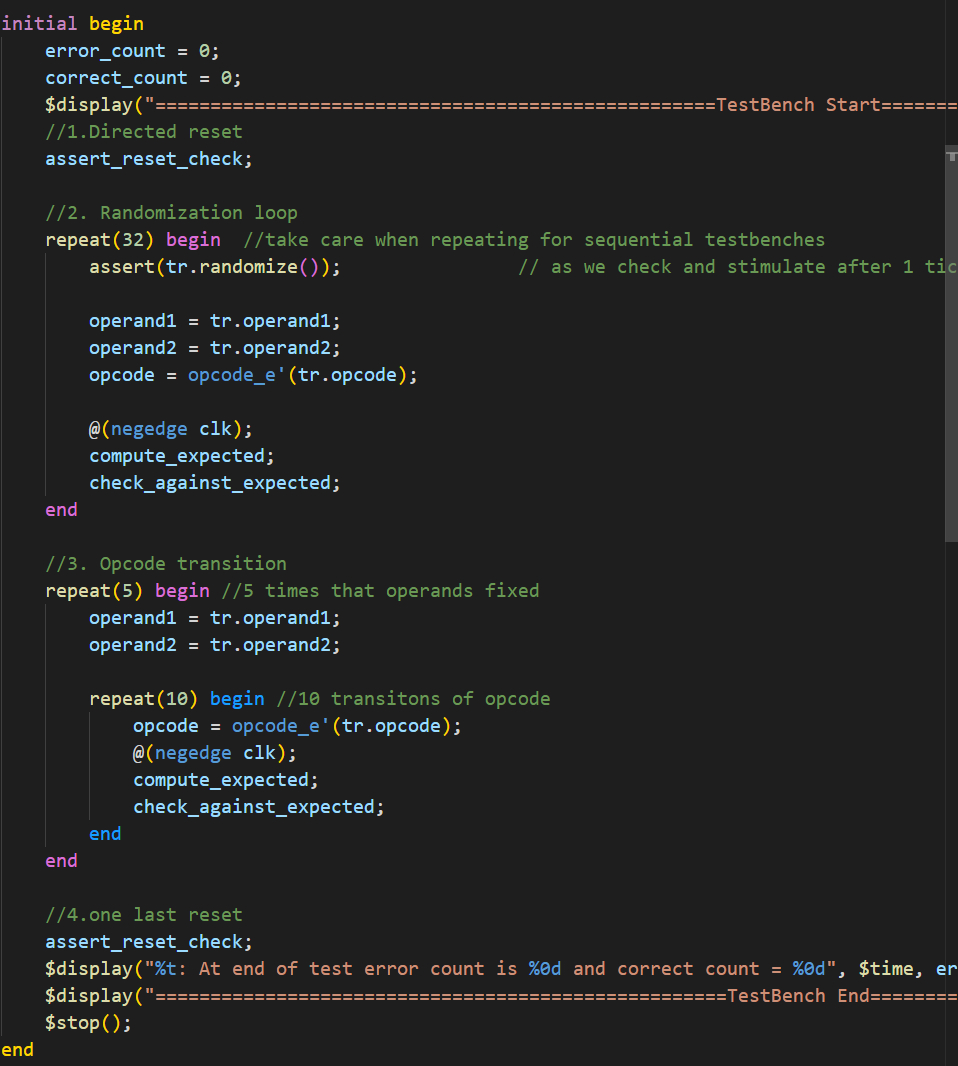 initial begin
    error_count = 0;
    correct_count = 0;
    $display("===================================================TestBench Start=======
    //1.Directed reset
    assert_reset_check;
    //2. Randomization loop
    repeat(32) begin  //take care when repeating for sequential testbenches
        assert(tr.randomize());                // as we check and stimulate after 1 tic
        operand1 = tr.operand1;
        operand2 = tr.operand2;
        opcode = opcode_e'(tr.opcode);
        @(negedge clk);
        compute_expected;
        check_against_expected;
    end
    //3. Opcode transition
    repeat(5) begin //5 times that operands fixed
        operand1 = tr.operand1;
        operand2 = tr.operand2;
        repeat(10) begin //10 transitons of opcode
            opcode = opcode_e'(tr.opcode);
            @(negedge clk);
            compute_expected;
            check_against_expected;
        end
    end
    //4.one last reset
    assert_reset_check;
    $display("%t: At end of test error count is %0d and correct count = %0d", $time, er
    $display("====================================================TestBench End========
    $stop();
end